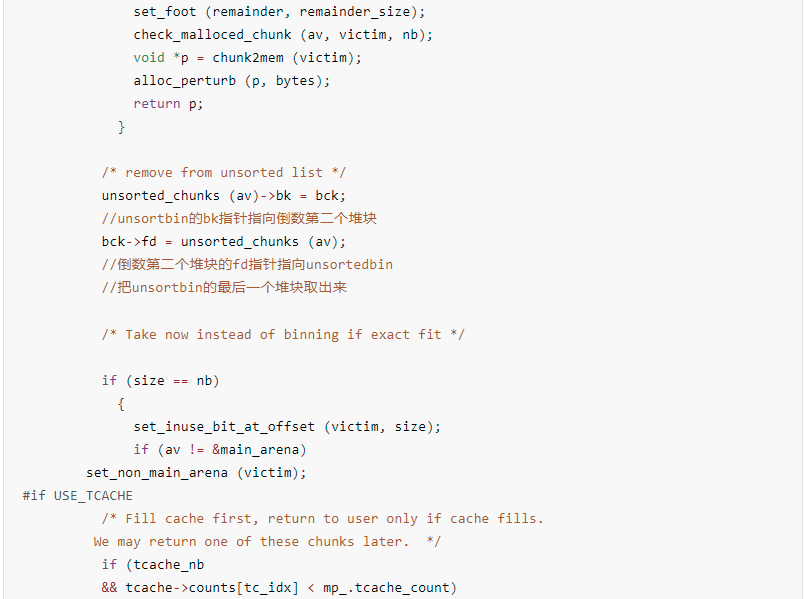 set_foot (remainder, remainder_size);
check_malloced_chunk (av, victim, nb);
void *p = chunk2mem (victim);
alloc_perturb (p, bytes);
return p;
}
/* remove from unsorted list */
unsorted_chunks (av)->bk = bck;
//unsortbin的bk指针指向倒数第二个堆块
bck->fd = unsorted_chunks (av);
//倒数第二个堆块的fd指针指向unsortedbin
//把unsortbin的最后一个堆块取出来
/* Take now instead of binning if exact fit */
if (size == nb)
{
set_inuse_bit_at_offset (victim, size);
if (av != &main_arena)
set_non_main_arena (victim);
#if USE_TCACHE
/* Fill cache first, return to user only if cache fills.
We may return one of these chunks later.  */
if (tcache_nb
&& tcache->counts[tc_idx] < mp_.tcache_count)